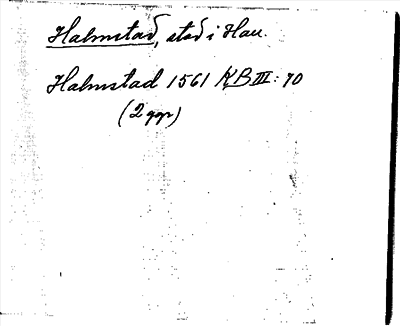 Halmstad, stad i Hall.
Halmstad 1561 KB III: 70
(2 ggr)